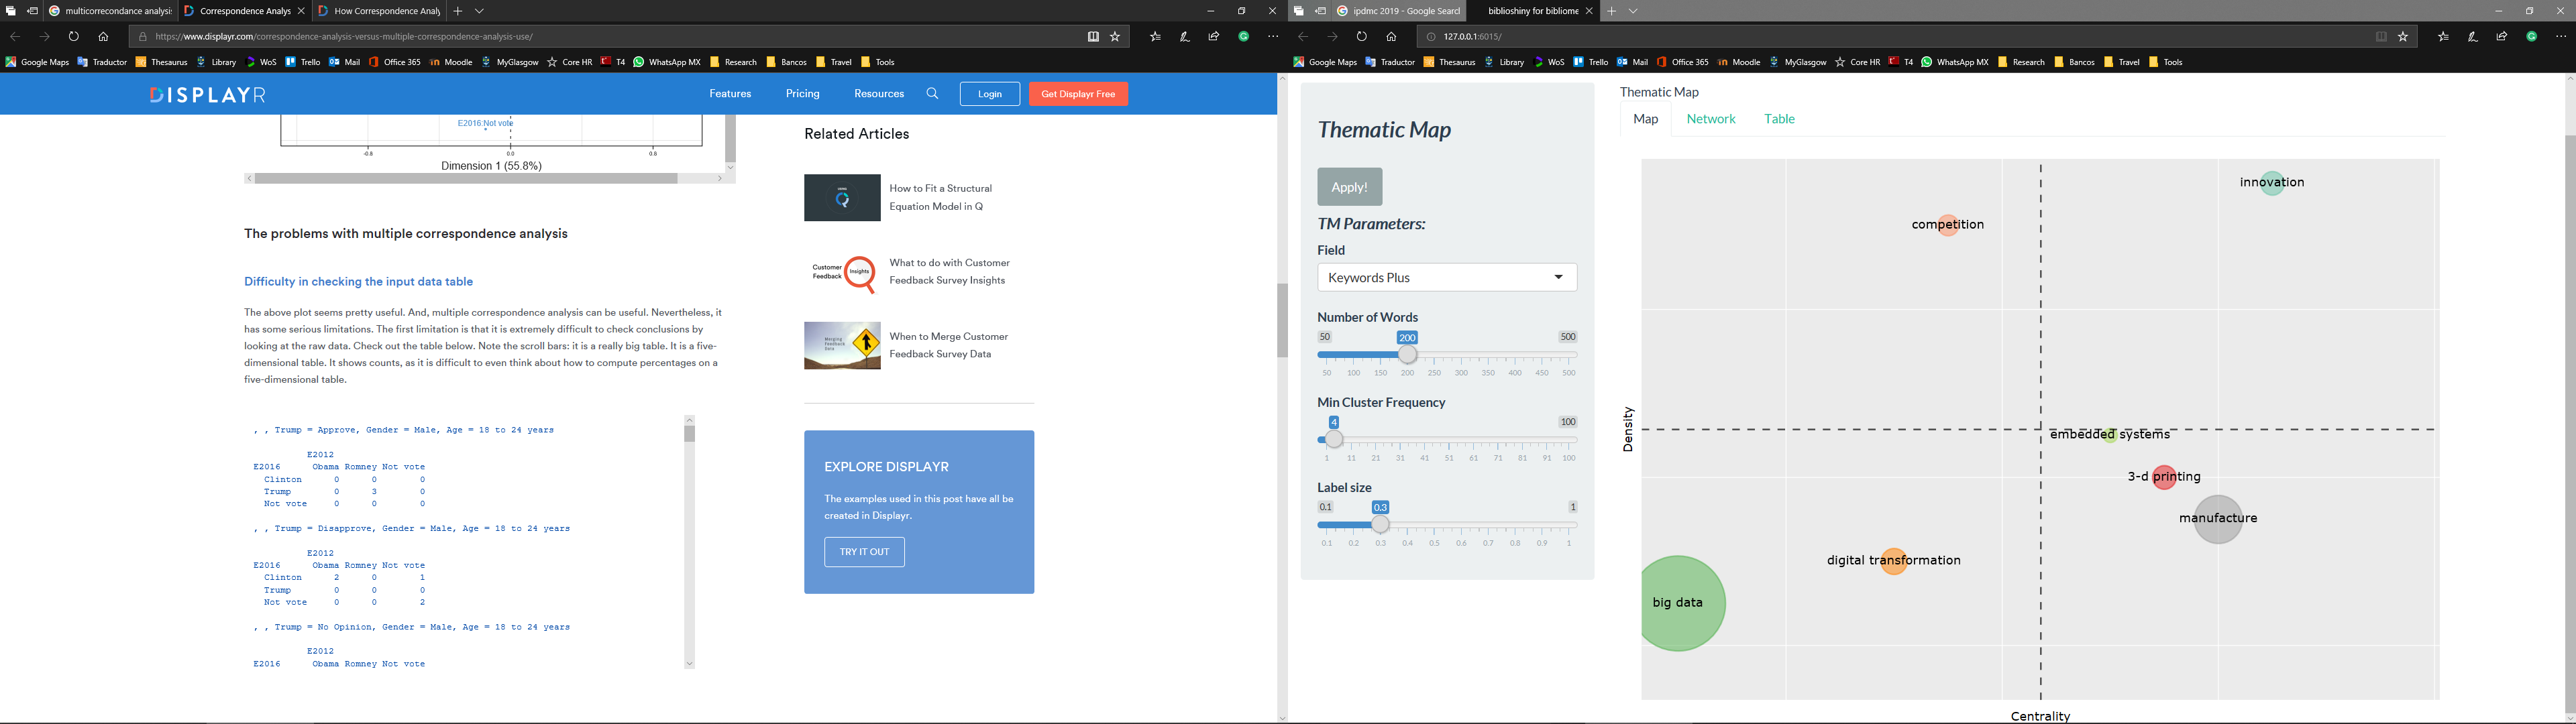 multicorrecondance analysis
Correspondence Analys
How Correspondence Analy
https://www.displayr.com/correspondence-analysis-versus-multiple-correspondence-analysis-use/
Google Maps Traductor Thesaurus Library WoS Trello Mail Office 365 Moodle MyGlasgow Core HR T4 WhatsApp MX Research Bancos Travel Tools
DISPLAYR
Features Pricing Resources Login Get Displayr Free
E2016:Not vote
-0.8 0.0 0.8
Dimension 1 (55.8%)
The problems with multiple correspondence analysis
Difficulty in checking the input data table
The above plot seems pretty useful. And, multiple correspondence analysis can be useful. Nevertheless, it
has some serious limitations. The first limitation is that it is extremely difficult to check conclusions by
looking at the raw data. Check out the table below. Note the scroll bars: it is a really big table. It is a five-
dimensional table. It shows counts, as it is difficult to even think about how to compute percentages on a
five-dimensional table.
, , Trump = Approve, Gender = Male, Age = 18 to 24 years
E2012
E2016 Obama Romney Not vote
Clinton 0 0 0
Trump 0 3 0
Not vote 0 0 0
, , Trump = Disapprove, Gender = Male, Age = 18 to 24 years
E2012
E2016 Obama Romney Not vote
Clinton 2 0 1
Trump 0 0 0
Not vote 0 0 2
, , Trump = No Opinion, Gender = Male, Age = 18 to 24 years
E2012
E2016 Obama Romney Not vote
Related Articles
How to Fit a Structural
Equation Model in Q
Customer
Feedback
Insights
What to do with Customer
Feedback Survey Insights
Merging
Feedback
Data
When to Merge Customer
Feedback Survey Data
EXPLORE DISPLAYR
The examples used in this post have all be
created in Displayr.
TRY IT OUT
ipdmc 2019 - Google Search
biblioshiny for bibliome
127.0.0.1:6015/
Google Maps Traductor Thesaurus Library WoS Trello Mail Office 365 Moodle MyGlasgow Core HR T4 WhatsApp MX Research Bancos Travel Tools
Thematic Map
Apply!
TM Parameters:
Field
Keywords Plus
Number of Words
50 200 500
50 100 150 200 250 300 350 400 450 500
Min Cluster Frequency
4 100
1 11 21 31 41 51 61 71 81 91 100
Label size
0.1 0.3 1
0.1 0.2 0.3 0.4 0.5 0.6 0.7 0.8 0.9 1
Thematic Map
Map Network Table
innovation
competition
embedded systems
3-d printing
manufacture
digital transformation
big data
Density
Centrality